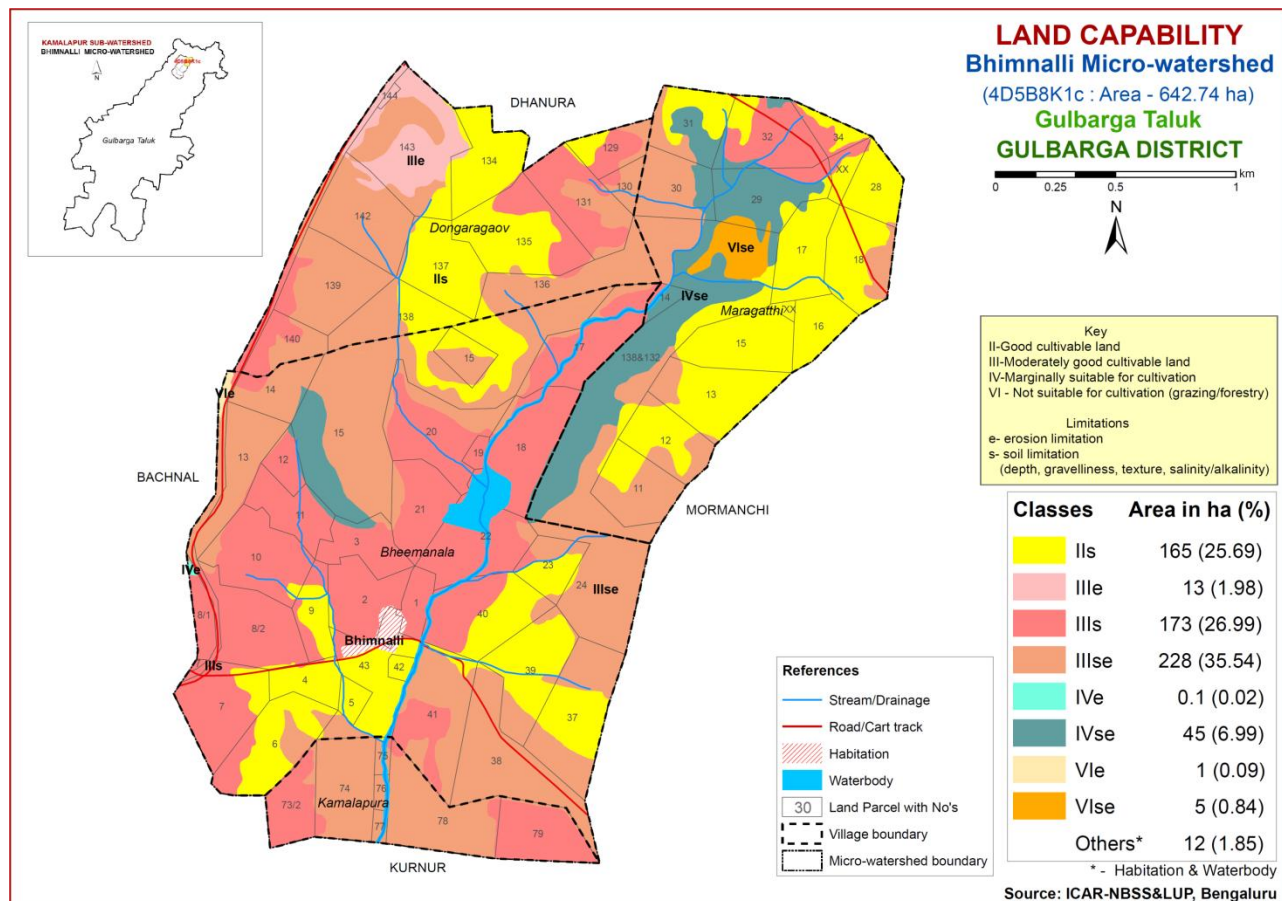 KAMALAPUR SUB-WATERSHED
BHIMNALLI MICRO-WATERSHED
N
4D5B8K1c
Gulbarga Taluk
LAND CAPABILITY
Bhimnalli Micro-watershed
(4D5B8K1c : Area - 642.74 ha)
Gulbarga Taluk
GULBARGA DISTRICT
km
0 0.25 0.5 1
N
DHANURA
144
143
IIIe
134
129
130
131
142
Dongaragaov
135
137
IIs
136
139
138
140
31
32
34
XX
30
29
28
VIse
17
18
14
IVse
Maragatthi
XX
16
15
138&132
13
12
11
17
15
14
VIe
15
20
18
19
13
12
BACHNAL
MORMANCHI
21
11
22
3
Bheemanala
10
IVe
23
24
IIIse
2
1
40
8/1
8/2
9
Bhimnalli
IIIs
43
42
39
4
7
5
37
41
6
38
75
74
76
73/2
Kamalapura
77
78
79
KURNUR
Key
II-Good cultivable land
III-Moderately good cultivable land
IV-Marginally suitable for cultivation
VI - Not suitable for cultivation (grazing/forestry)
Limitations
e- erosion limitation
s- soil limitation
(depth, gravelliness, texture, salinity/alkalinity)
Classes Area in ha (%)
IIs 165 (25.69)
IIIe 13 (1.98)
IIIs 173 (26.99)
IIIse 228 (35.54)
IVe 0.1 (0.02)
IVse 45 (6.99)
VIe 1 (0.09)
VIse 5 (0.84)
Others* 12 (1.85)
* - Habitation & Waterbody
References
Stream/Drainage
Road/Cart track
Habitation
Waterbody
30 Land Parcel with No's
Village boundary
Micro-watershed boundary
Source: ICAR-NBSS&LUP, Bengaluru